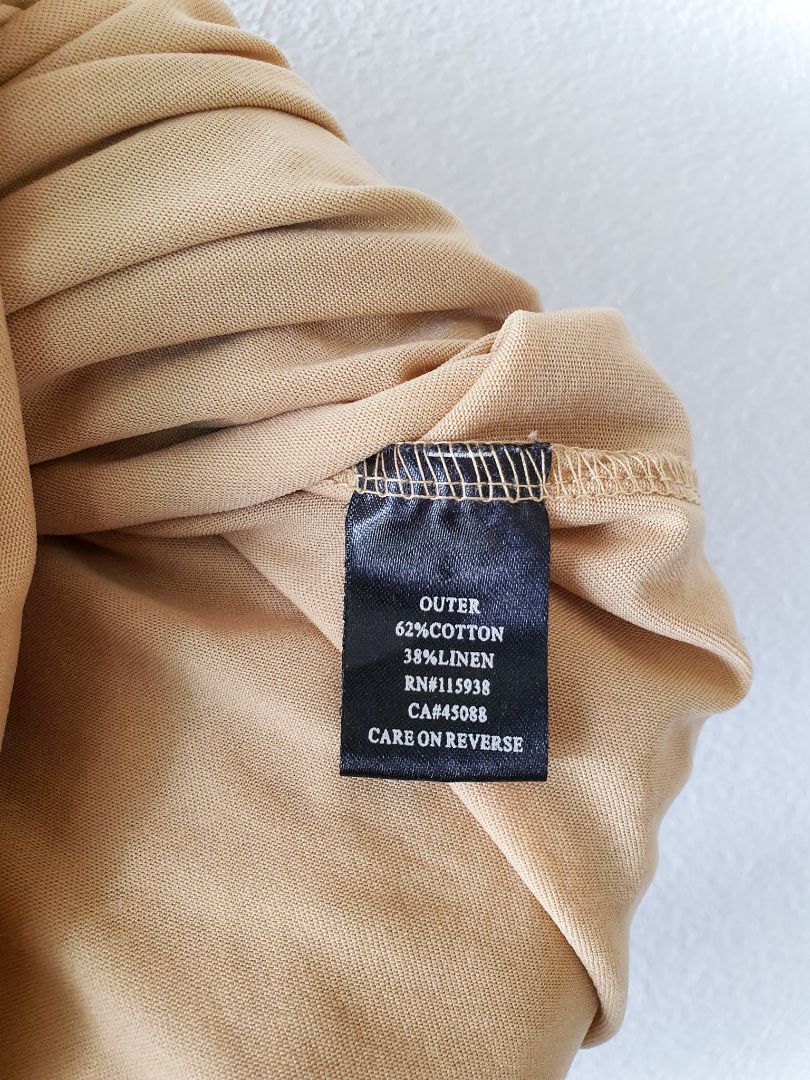 OUTER
62%COTTON
38%LINEN
RN#115938
CA#45088
CARE ON REVERSE